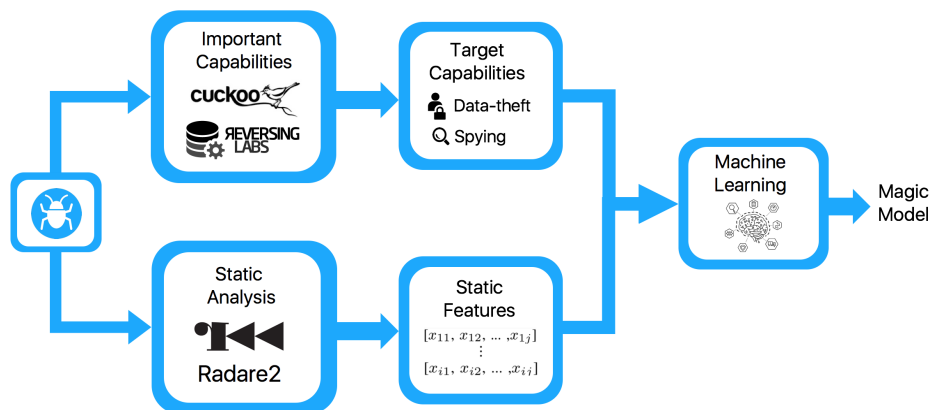 Important
Capabilities
cuckoo
REVERSING
LABS
Target
Capabilities
Data-theft
Spying
Machine
Learning
Magic
Model
Static
Analysis
Radare2
Static
Features
[x11, x12, ... ,x1j]
⋮
[xi1, xi2, ... ,xij]